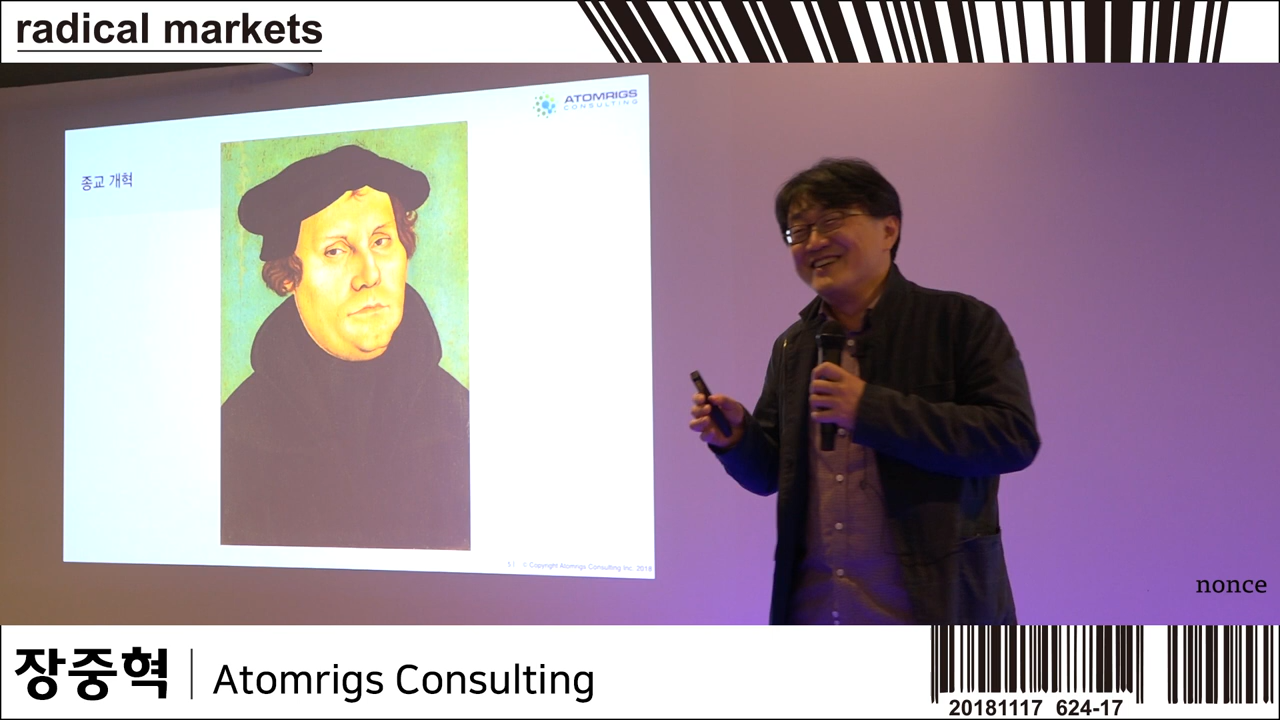 radical markets
ATOMRIGS
CONSULTING
종교 개혁
51 © Copyright Atomrigs Consulting Inc. 2018
nonce
장중혁 | Atomrigs Consulting
20181117 624-17